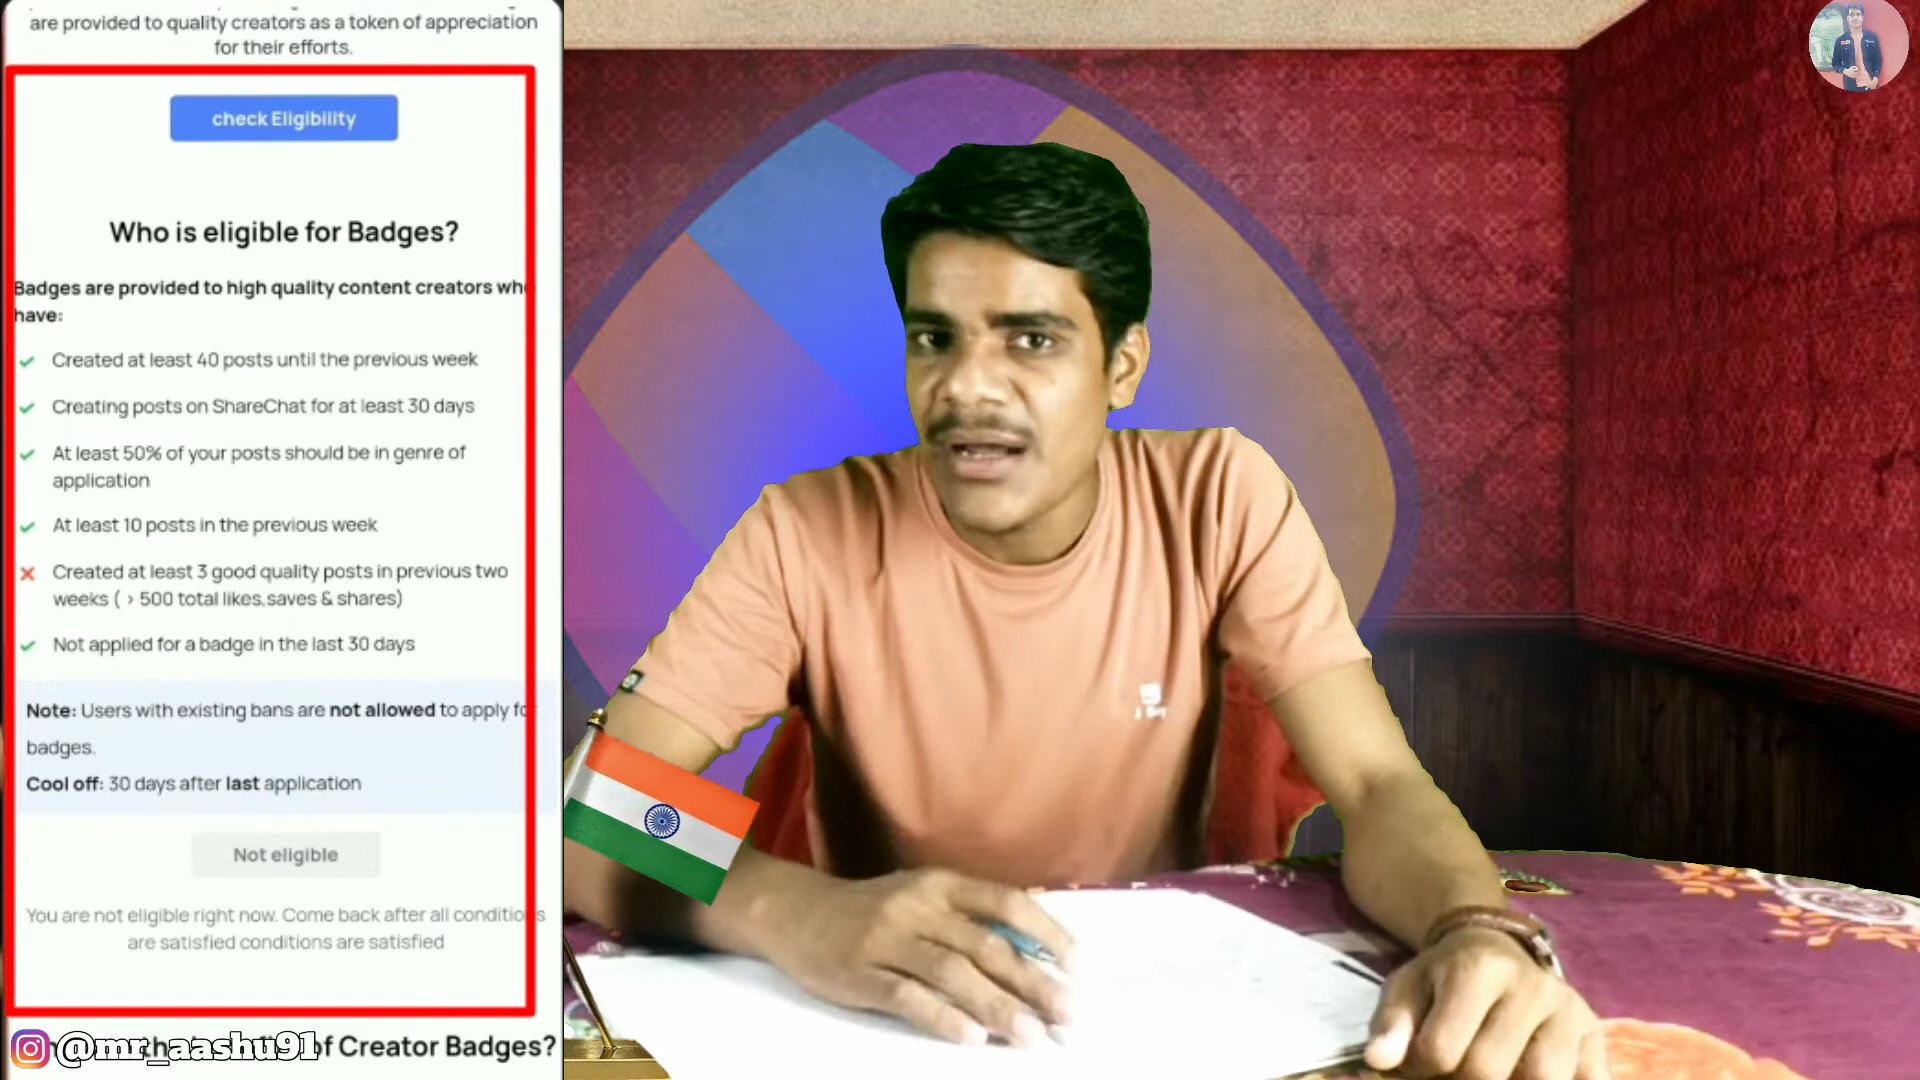 are provided to quality creators as a token of appreciation
for their efforts.
check Eligibility
Who is eligible for Badges?
Badges are provided to high quality content creators who
have:
Created at least 40 posts until the previous week
Creating posts on ShareChat for at least 30 days
At least 50% of your posts should be in genre of
application
At least 10 posts in the previous week
Created at least 3 good quality posts in previous two
weeks ( > 500 total likes,saves & shares)
Not applied for a badge in the last 30 days
Note: Users with existing bans are not allowed to apply for
badges.
Cool off: 30 days after last application
Not eligible
You are not eligible right now. Come back after all conditions
are satisfied conditions are satisfied
@mr_aashu91
of Creator Badges?